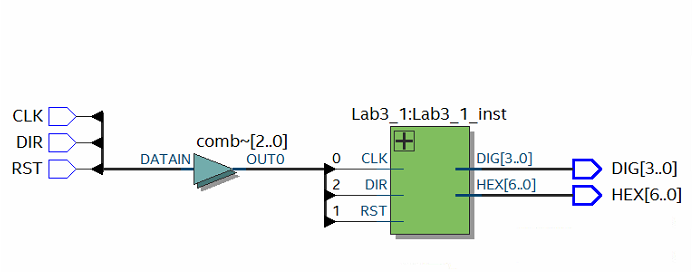 Lab3_1:Lab3_1_inst
CLK
DIR
RST
comb~[2..0]
DATAIN
OUT0
0
CLK
2
DIR
1
RST
DIG[3..0]
HEX[6..0]
DIG[3..0]
HEX[6..0]